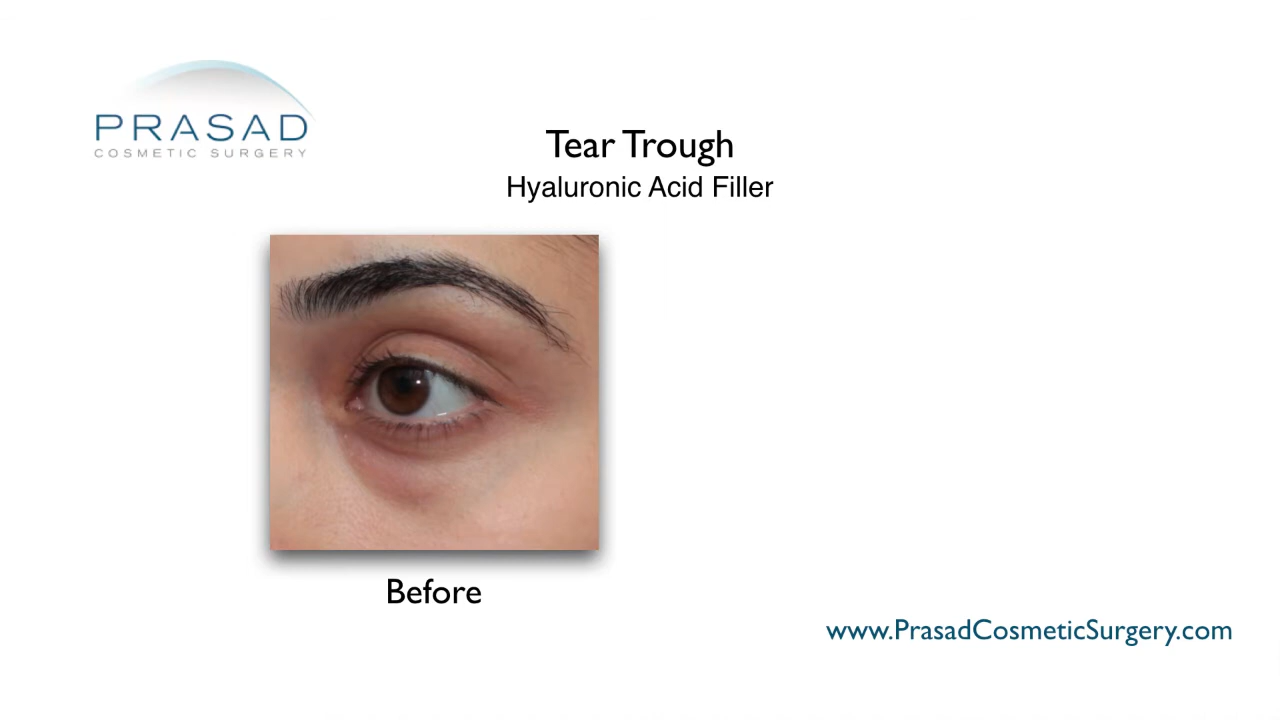 PRASAD
COSMETIC SURGERY
Tear Trough
Hyaluronic Acid Filler
Before
www.PrasadCosmeticSurgery.com